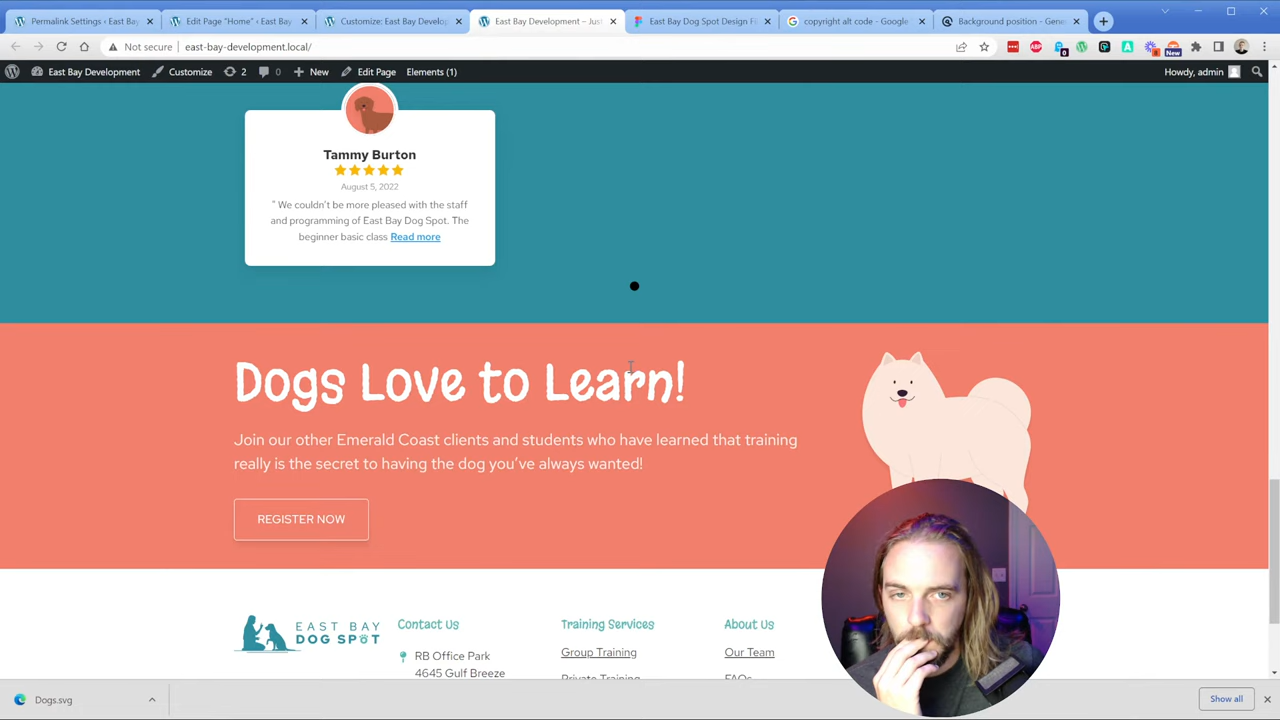 Permalink Settings ‹ East Bay
Edit Page "Home" ‹ East Bay
Customize: East Bay Develop
East Bay Development – Just
East Bay Dog Spot Design F
copyright alt code - Google
Background position - Gene
Not secure
east-bay-development.local/
0
8
New
East Bay Development
Customize
2
0
New
Edit Page
Elements (1)
Howdy, admin
Tammy Burton
August 5, 2022
" We couldn't be more pleased with the staff
and programming of East Bay Dog Spot. The
beginner basic class Read more
Dogs Love to Learn!
Join our other Emerald Coast clients and students who have learned that training
really is the secret to having the dog you've always wanted!
REGISTER NOW
EAST BAY
DOG SPOT
Contact Us
RB Office Park
4645 Gulf Breeze
Training Services
Group Training
Private Training
About Us
Our Team
FAQs
Dogs.svg
Show all